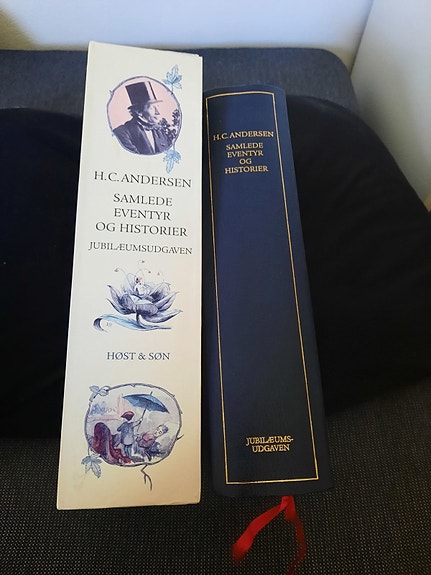 H.C. ANDERSEN
SAMLEDE
EVENTYR
OG HISTORIER
JUBILÆUMSUDGAVEN
HØST & SØN
H.C. ANDERSEN
SAMLEDE
EVENTYR
OG
HISTORIER
JUBILÆUMS-
UDGAVEN